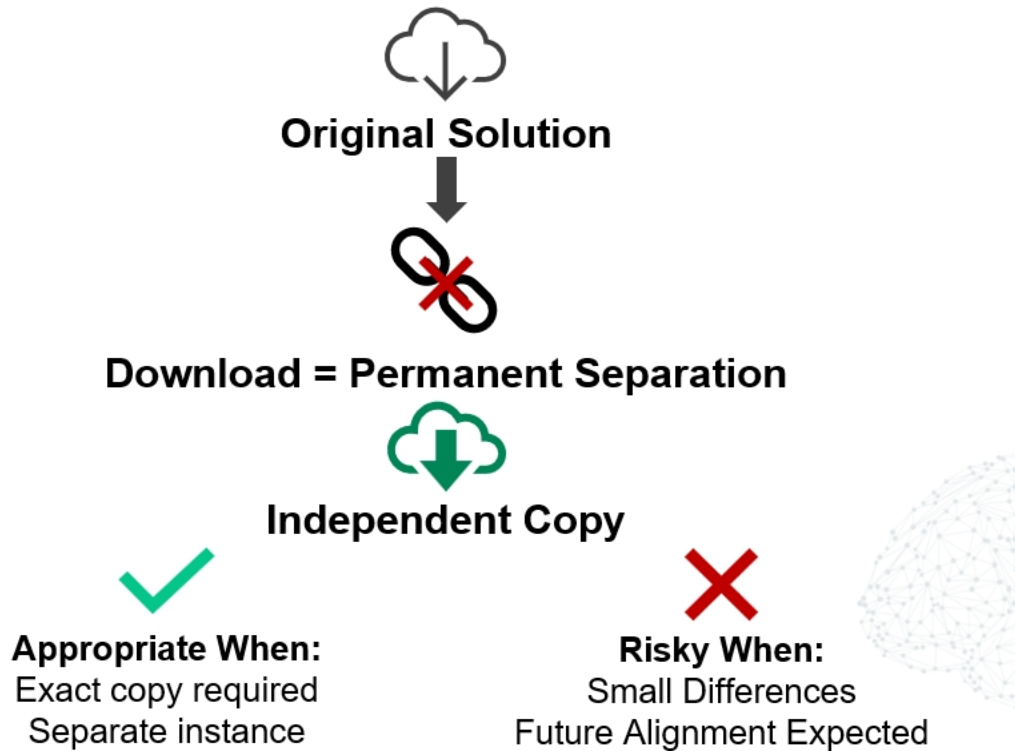 Original Solution
Download = Permanent Separation
Independent Copy
Appropriate When:
Exact copy required
Separate instance
Risky When:
Small Differences
Future Alignment Expected